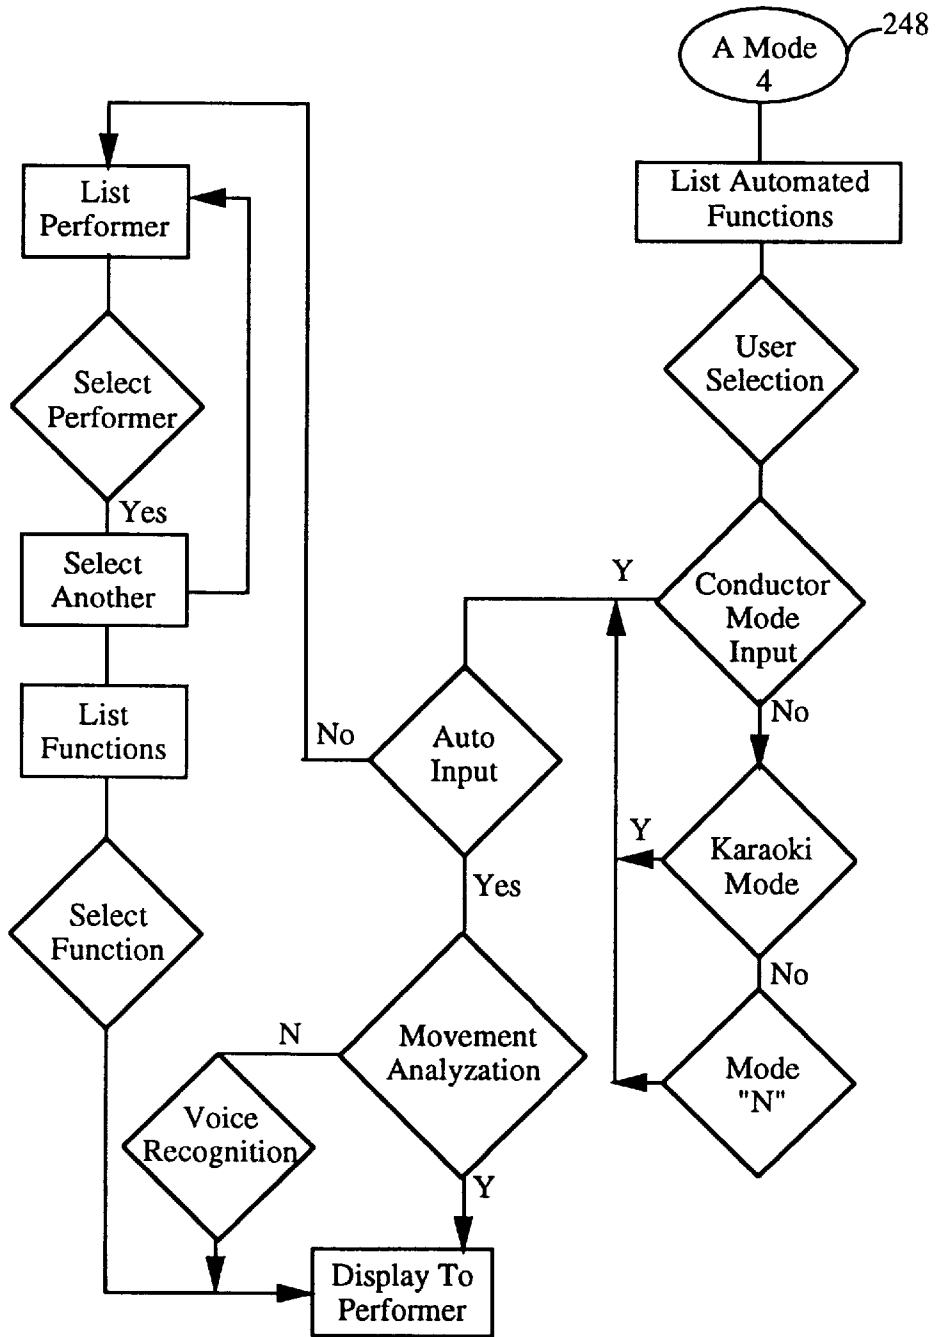 248
A Mode
4
List Automated
Functions
User
Selection
Conductor
Mode
Input
Y
No
Karaoki
Mode
Y
No
Mode
"N"
Auto
Input
No
Yes
Movement
Analyzation
N
Y
Voice
Recognition
List
Performer
Select
Performer
Yes
Select
Another
List
Functions
Select
Function
Display To
Performer